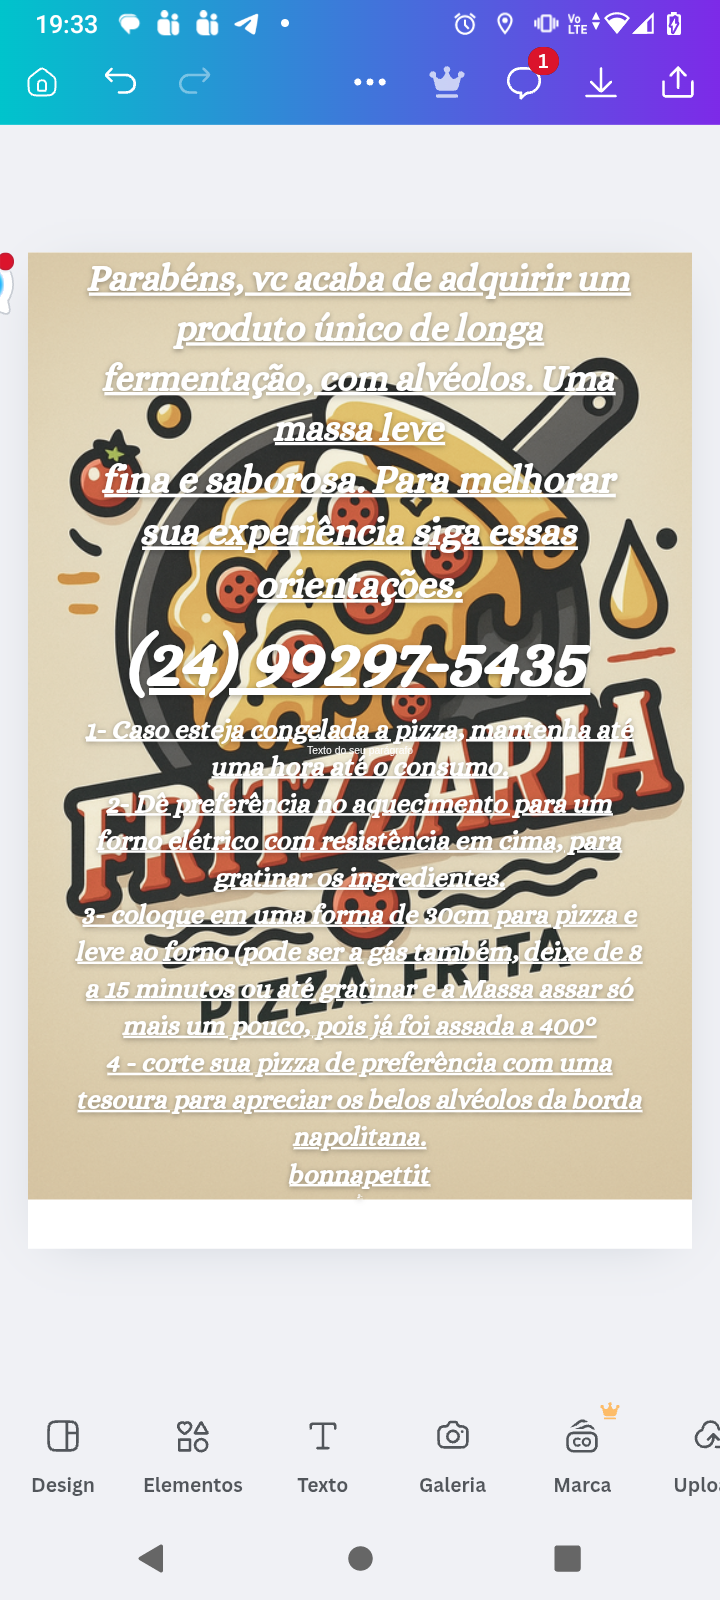 19:33
Vo
LTE
1
Parabéns, vc acaba de adquirir um
produto único de longa
fermentação, com alvéolos. Uma
massa leve
fina e saborosa. Para melhorar
sua experiência siga essas
orientações.
(24) 99297-5435
1- Caso esteja congelada a pizza, mantenha até
Texto do seu parágrafo
uma hora até o consumo.
2- Dê preferência no aquecimento para um
forno elétrico com resistência em cima, para
gratinar os ingredientes.
FRITZZARIA
3- coloque em uma forma de 30cm para pizza e
leve ao forno (pode ser a gás também, deixe de 8
a 15 minutos ou até gratinar e a Massa assar só
PIZZA FRITA
mais um pouco, pois já foi assada a 400º
4 - corte sua pizza de preferência com uma
tesoura para apreciar os belos alvéolos da borda
napolitana.
bonnapettit
Design Elementos Texto Galeria CO Marca Uploa